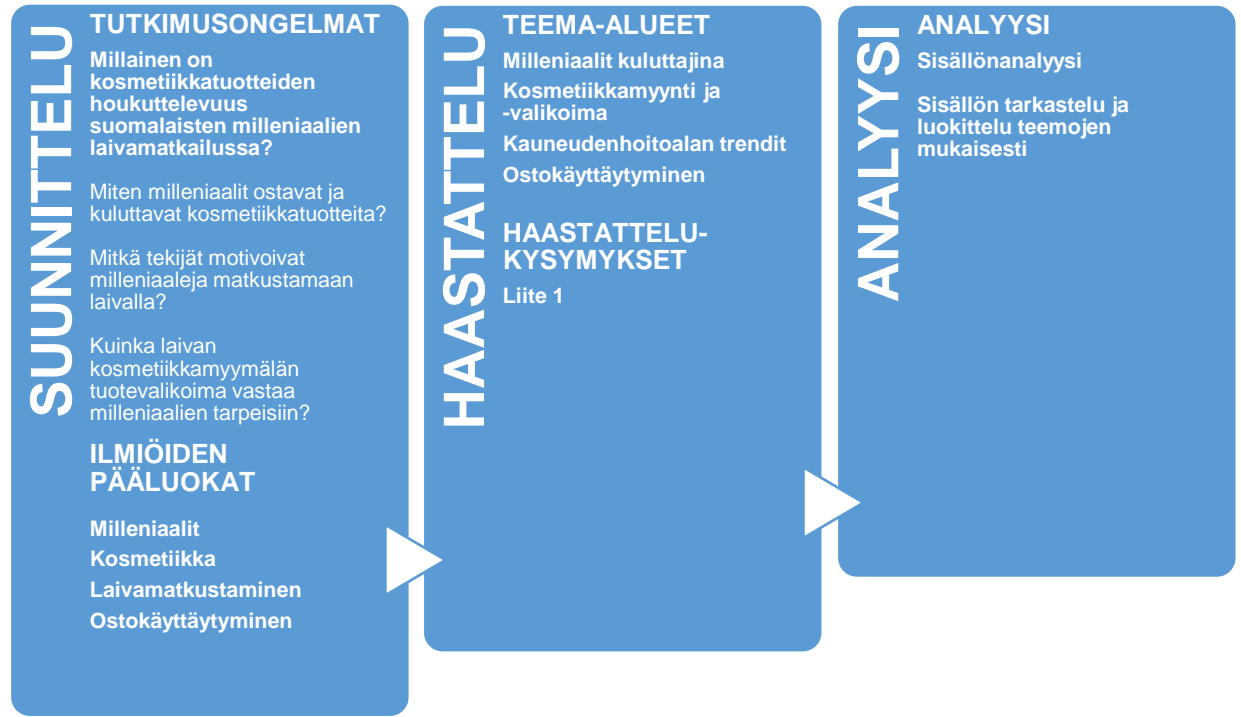 SUUNNITTELU
TUTKIMUSONGELMAT
Millainen on
kosmetiikkatuotteiden
houkuttelevuus
suomalaisten milleniaalien
laivamatkailussa?
Miten milleniaalit ostavat ja
kuluttavat kosmetiikkatuotteita?
Mitkä tekijät motivoivat
milleniaaleja matkustamaan
laivalla?
Kuinka laivan
kosmetiikkamyymälän
tuotevalikoima vastaa
milleniaalien tarpeisiin?
ILMIÖIDEN
PÄÄLUOKAT
Milleniaalit
Kosmetiikka
Laivamatkustaminen
Ostokäyttäytyminen
HAASTATTELU
TEEMA-ALUEET
Milleniaalit kuluttajina
Kosmetiikkamyynti ja
-valikoima
Kauneudenhoitoalan trendit
Ostokäyttäytyminen
HAASTATTELU-
KYSYMYKSET
Liite 1
ANALYYSI
ANALYYSI
Sisällönanalyysi
Sisällön tarkastelu ja
luokittelu teemojen
mukaisesti